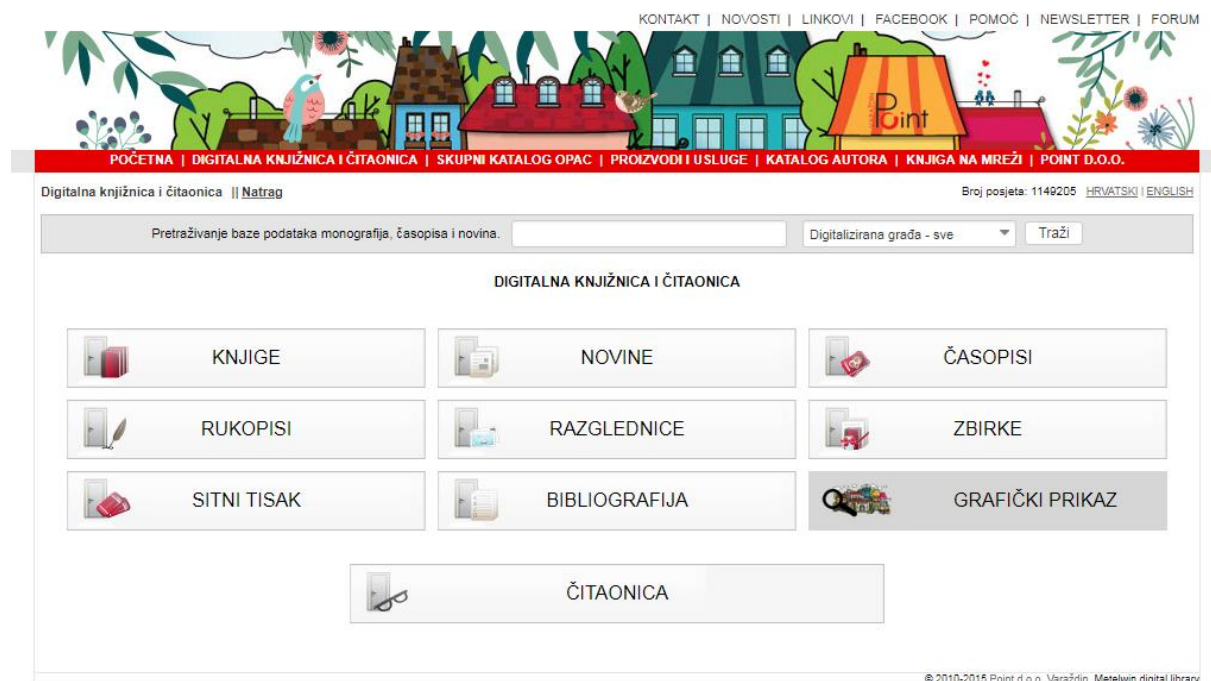 KONTAKT | NOVOSTI | LINKOVI | FACEBOOK | POMOĆ | NEWSLETTER | FORUM
Point
POČETNA | DIGITALNA KNJIŽNICA I ČITAONICA | SKUPNI KATALOG OPAC | PROIZVODI I USLUGE | KATALOG AUTORA | KNJIGA NA MREŽI | POINT D.O.O.
Digitalna knjižnica i čitaonica || Natrag
Broj posjeta: 1149205 HRVATSKI | ENGLISH
Pretraživanje baze podataka monografija, časopisa i novina. Digitalizirana građa - sve Traži
DIGITALNA KNJIŽNICA I ČITAONICA
KNJIGE NOVINE ČASOPISI
RUKOPISI RAZGLEDNICE ZBIRKE
SITNI TISAK BIBLIOGRAFIJA GRAFIČKI PRIKAZ
ČITAONICA
© 2010-2015 Point d.o.o. Varaždin, Metelwin digital library